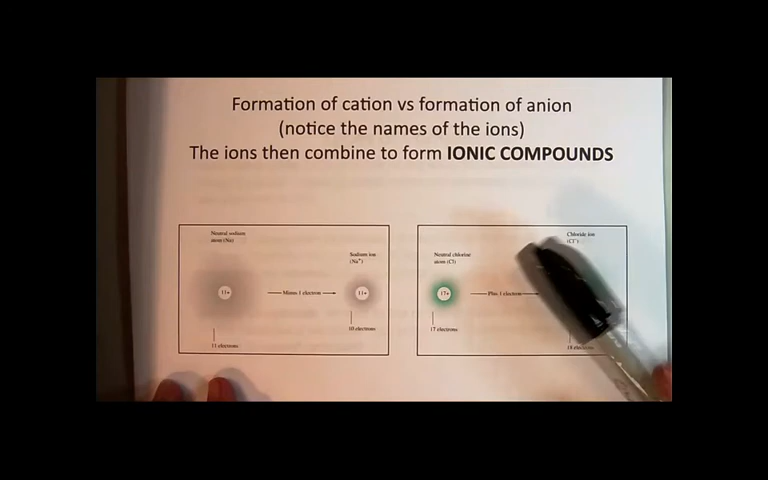 Formation of cation vs formation of anion
(notice the names of the ions)
The ions then combine to form IONIC COMPOUNDS
Neutral sodium
atom (Na)
Sodium ion
(Na⁺)
11+
Minus 1 electron
11+
10 electrons
11 electrons
Chloride ion
(Cl⁻)
Neutral chlorine
atom (Cl)
17+
Plus 1 electron
17 electrons
18 electrons